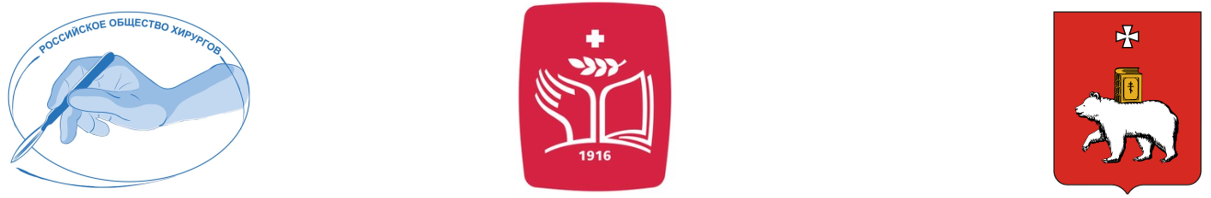 РОССИЙСКОЕ ОБЩЕСТВО ХИРУРГОВ
1916